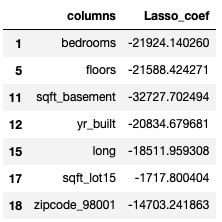 columns Lasso_coef
1 bedrooms -21924.140260
5 floors -21588.424271
11 sqft_basement -32727.702494
12 yr_built -20834.679681
15 long -18511.959308
17 sqft_lot15 -1717.800404
18 zipcode_98001 -14703.241863